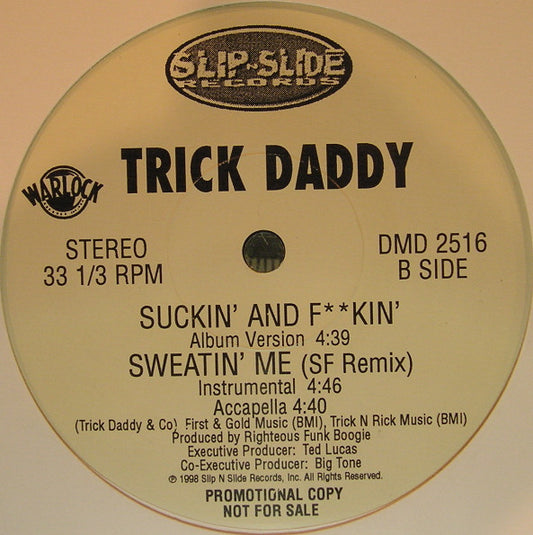 SLIP·N·SLIDE
RECORDS
TRICK DADDY
WARLOCK
STEREO
33 1/3 RPM
DMD 2516
B SIDE
SUCKIN' AND F**KIN'
Album Version 4:39
SWEATIN' ME (SF Remix)
Instrumental 4:46
Accapella 4:40
(Trick Daddy & Co) First & Gold Music (BMI), Trick N Rick Music (BMI)
Produced by Righteous Funk Boogie
Executive Producer: Ted Lucas
Co-Executive Producer: Big Tone
℗ 1998 Slip N Slide Records, Inc. All Rights Reserved.
PROMOTIONAL COPY
NOT FOR SALE